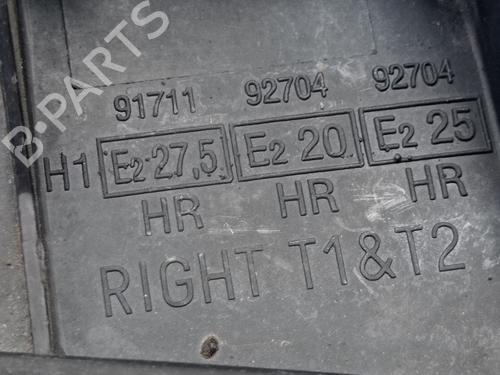 B-PARTS
91711 92704 92704
H1 E2 27,5 E2 20 E2 25
HR HR HR
RIGHT T1&T2